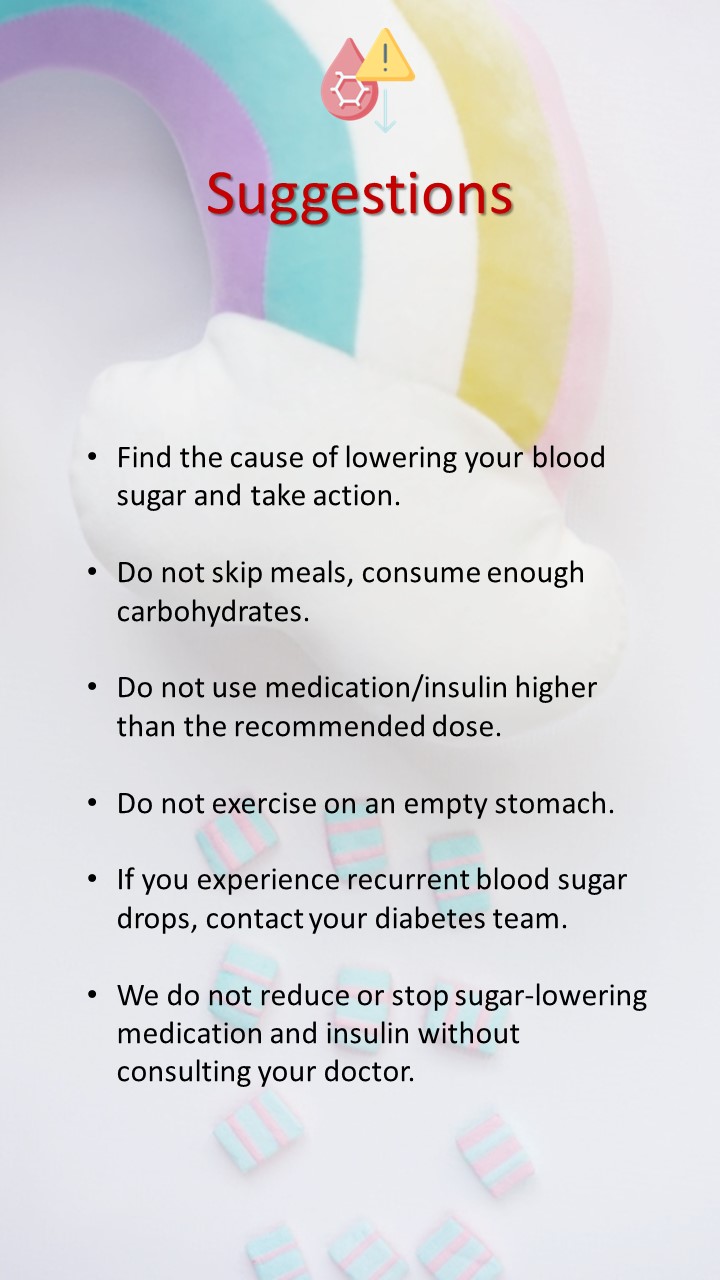 Suggestions
• Find the cause of lowering your blood
sugar and take action.
• Do not skip meals, consume enough
carbohydrates.
• Do not use medication/insulin higher
than the recommended dose.
• Do not exercise on an empty stomach.
• If you experience recurrent blood sugar
drops, contact your diabetes team.
• We do not reduce or stop sugar-lowering
medication and insulin without
consulting your doctor.